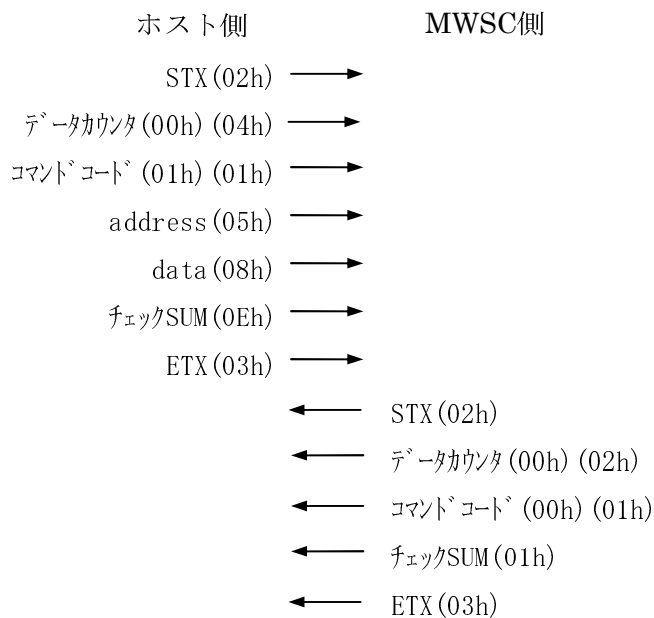 ホスト側 MWSC側
STX(02h)
ﾃﾞｰﾀｶｳﾝﾀ(00h)(04h)
ｺﾏﾝﾄﾞｺｰﾄﾞ(01h)(01h)
address(05h)
data(08h)
ﾁｪｯｸSUM(0Eh)
ETX(03h)
STX(02h)
ﾃﾞｰﾀｶｳﾝﾀ(00h)(02h)
ｺﾏﾝﾄﾞｺｰﾄﾞ(00h)(01h)
ﾁｪｯｸSUM(01h)
ETX(03h)